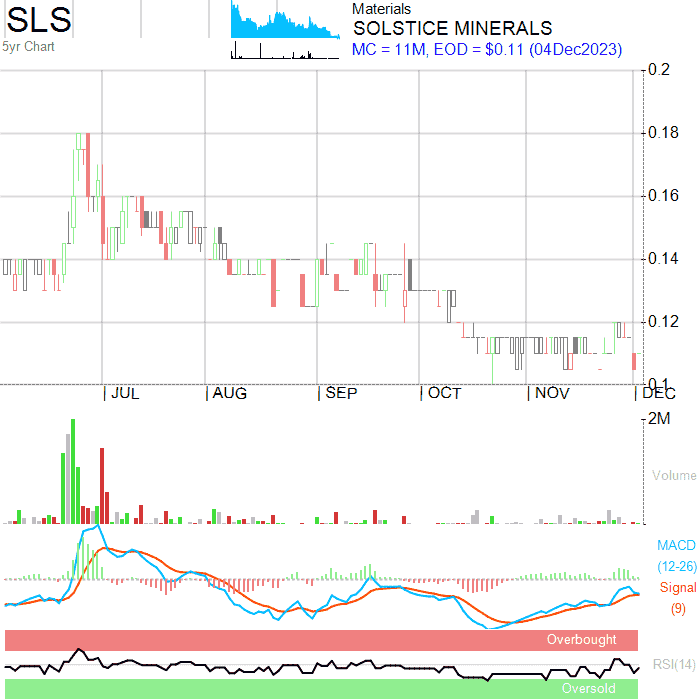 SLS
5yr Chart
Materials
SOLSTICE MINERALS
MC = 11M, EOD = $0.11 (04Dec2023)
0.2
0.18
0.16
0.14
0.12
0.1
JUL AUG SEP OCT NOV DEC
2M
Volume
MACD
(12-26)
Signal
(9)
Overbought
RSI(14)
Oversold